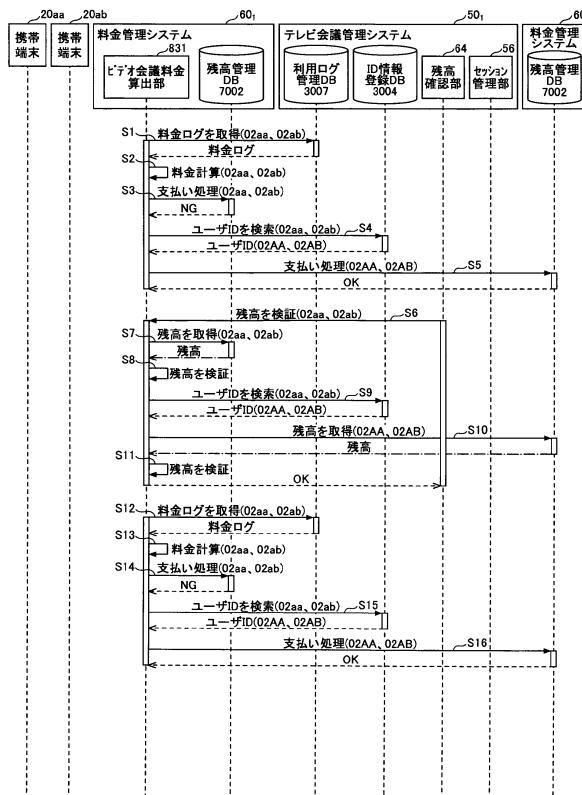 20aa
20ab
60₁
50₁
60
携帯
端末
携帯
端末
料金管理システム
831
ビデオ会議料金
算出部
残高管理
DB
7002
テレビ会議管理システム
利用ログ
管理DB
3007
ID情報
登録DB
3004
64
残高
確認部
56
セッション
管理部
料金管理
システム
残高管理
DB
7002
S1
料金ログを取得(02aa、02ab)
料金ログ
S2
料金計算(02aa、02ab)
S3
支払い処理(02aa、02ab)
NG
ユーザIDを検索(02aa、02ab)
S4
ユーザID(02AA、02AB)
支払い処理(02AA、02AB)
S5
OK
残高を検証(02aa、02ab)
S6
S7
残高を取得(02aa、02ab)
残高
S8
残高を検証
ユーザIDを検索(02aa、02ab)
S9
ユーザID(02AA、02AB)
残高を取得(02AA、02AB)
S10
残高
S11
残高を検証
OK
S12
料金ログを取得(02aa、02ab)
料金ログ
S13
料金計算(02aa、02ab)
S14
支払い処理(02aa、02ab)
NG
ユーザIDを検索(02aa、02ab)
S15
ユーザID(02AA、02AB)
支払い処理(02AA、02AB)
S16
OK